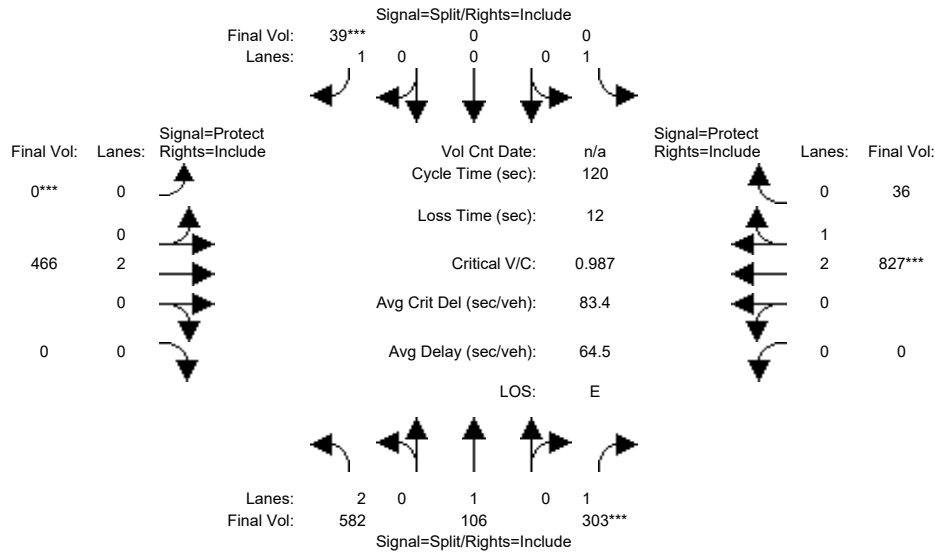 Signal=Split/Rights=Include
Final Vol: 39*** 0 0
Lanes: 1 0 0 0 1
Signal=Protect Signal=Protect
Final Vol: Lanes: Rights=Include Vol Cnt Date: n/a Rights=Include Lanes: Final Vol:
Cycle Time (sec): 120
0*** 0 0 36
Loss Time (sec): 12
0 1
466 2 Critical V/C: 0.987 2 827***
0 Avg Crit Del (sec/veh): 83.4 0
0 0 Avg Delay (sec/veh): 64.5 0 0
LOS: E
Lanes: 2 0 1 0 1
Final Vol: 582 106 303***
Signal=Split/Rights=Include